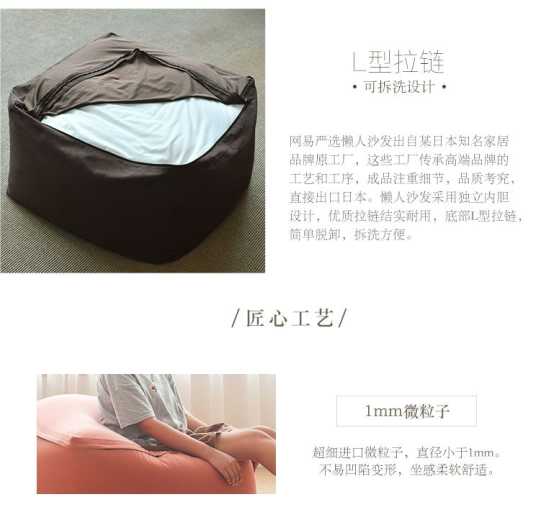 L型拉链
• 可拆洗设计 •
网易严选懒人沙发出自某日本知名家居
品牌原工厂，这些工厂传承高端品牌的
工艺和工序，成品注重细节，品质考究，
直接出口日本。懒人沙发采用独立内胆
设计，优质拉链结实耐用，底部L型拉链，
简单脱卸，拆洗方便。
/匠心工艺/
1mm微粒子
超细进口微粒子，直径小于1mm。
不易凹陷变形，坐感柔软舒适。